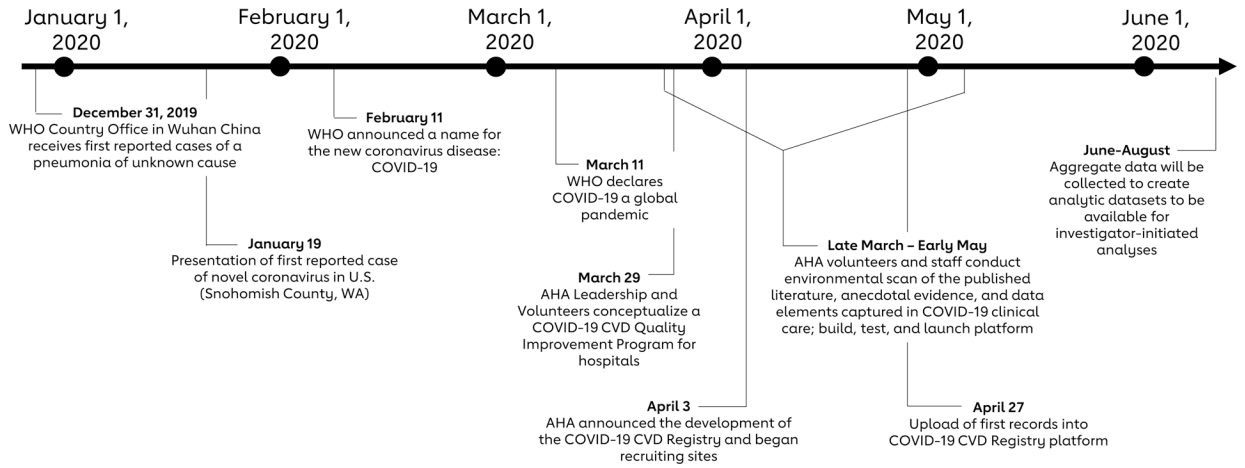 January 1,
2020
February 1,
2020
March 1,
2020
April 1,
2020
May 1,
2020
June 1,
2020
December 31, 2019
WHO Country Office in Wuhan China
receives first reported cases of a
pneumonia of unknown cause
January 19
Presentation of first reported case
of novel coronavirus in U.S.
(Snohomish County, WA)
February 11
WHO announced a name for
the new coronavirus disease:
COVID-19
March 11
WHO declares
COVID-19 a global
pandemic
March 29
AHA Leadership and
Volunteers conceptualize a
COVID-19 CVD Quality
Improvement Program for
hospitals
April 3
AHA announced the development of
the COVID-19 CVD Registry and began
recruiting sites
Late March – Early May
AHA volunteers and staff conduct
environmental scan of the published
literature, anecdotal evidence, and data
elements captured in COVID-19 clinical
care; build, test, and launch platform
April 27
Upload of first records into
COVID-19 CVD Registry platform
June-August
Aggregate data will be
collected to create
analytic datasets to be
available for
investigator-initiated
analyses